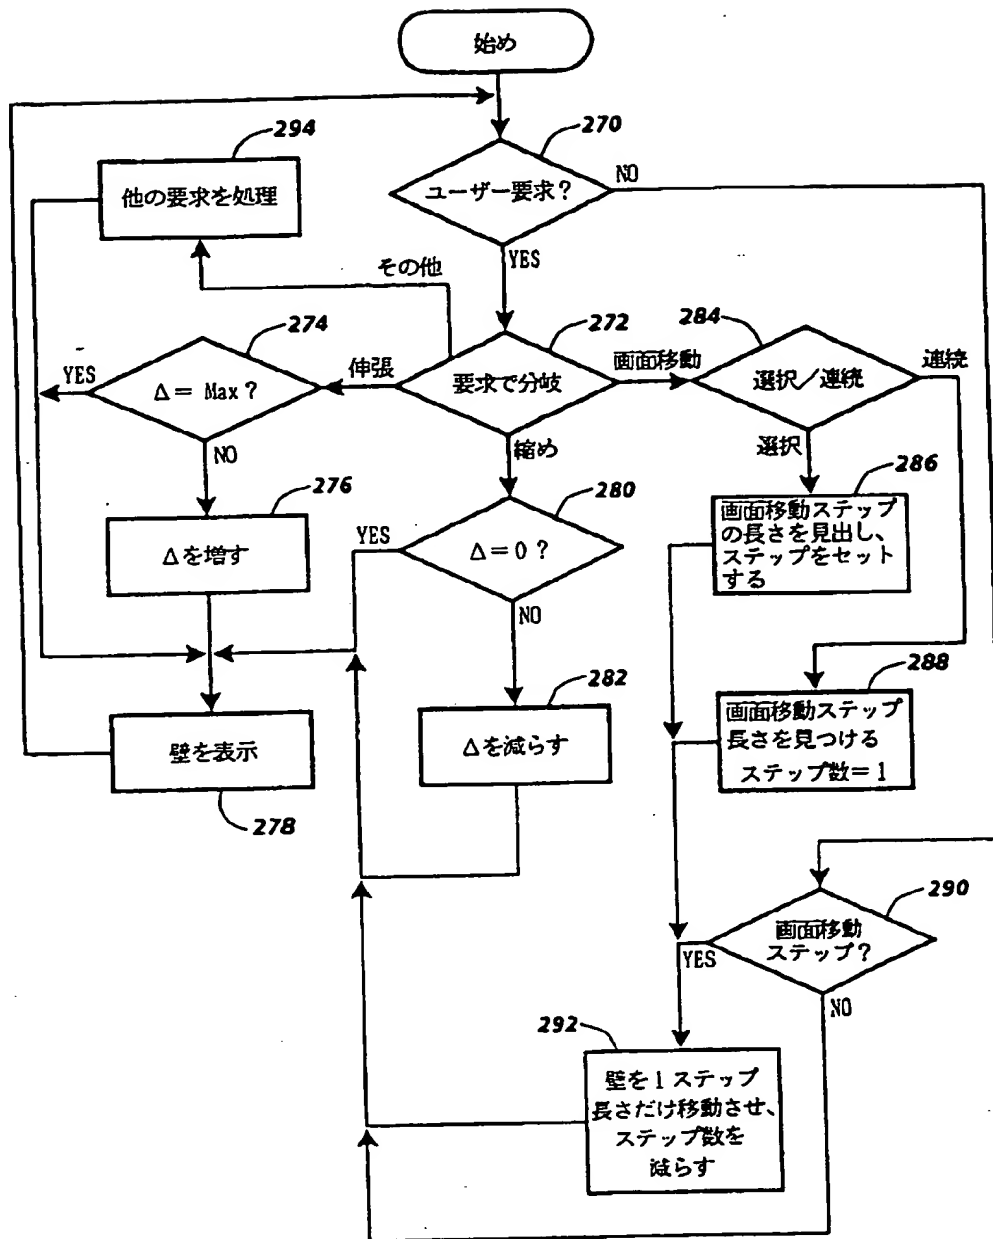 始め
270
ユーザー要求？
NO
YES
294
他の要求を処理
その他
272
要求で分岐
274
Δ＝ Max？
YES
伸張
NO
画面移動
284
選択／連続
連続
選択
縮め
276
Δを増す
280
Δ＝0？
YES
NO
286
画面移動ステップ
の長さを見出し、
ステップをセット
する
288
画面移動ステップ
長さを見つける
ステップ数＝1
282
Δを減らす
壁を表示
278
290
画面移動
ステップ？
YES
NO
292
壁を1ステップ
長さだけ移動させ、
ステップ数を
減らす